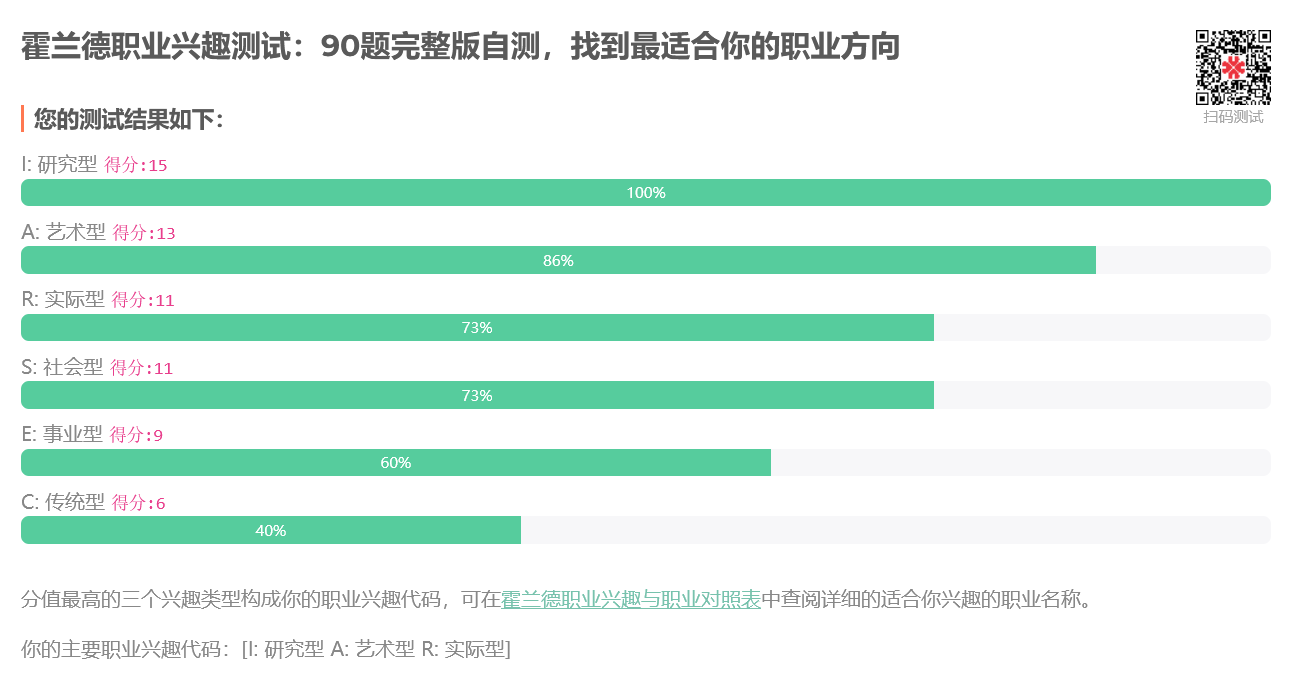 霍兰德职业兴趣测试：90题完整版自测，找到最适合你的职业方向
扫码测试
您的测试结果如下：
I: 研究型 得分:15
100%
A: 艺术型 得分:13
86%
R: 实际型 得分:11
73%
S: 社会型 得分:11
73%
E: 事业型 得分:9
60%
C: 传统型 得分:6
40%
分值最高的三个兴趣类型构成你的职业兴趣代码，可在霍兰德职业兴趣与职业对照表中查阅详细的适合你兴趣的职业名称。
你的主要职业兴趣代码：[I: 研究型 A: 艺术型 R: 实际型]